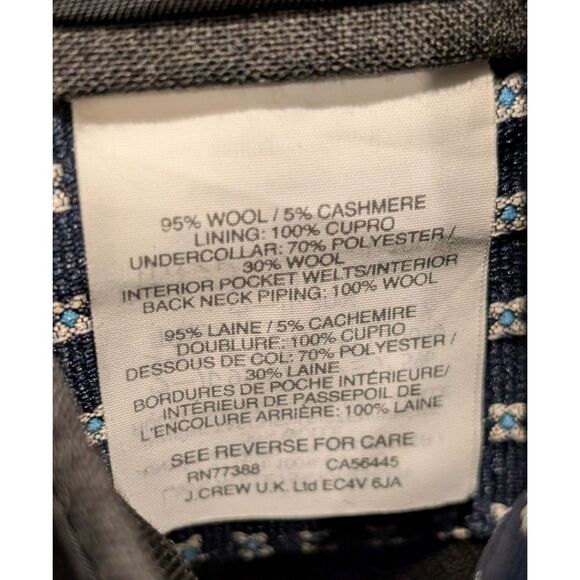 95% WOOL / 5% CASHMERE
LINING: 100% CUPRO
UNDERCOLLAR: 70% POLYESTER /
30% WOOL
INTERIOR POCKET WELTS/INTERIOR
BACK NECK PIPING: 100% WOOL
95% LAINE / 5% CACHEMIRE
DOUBLURE: 100% CUPRO
DESSOUS DE COL: 70% POLYESTER /
30% LAINE
BORDURES DE POCHE INTÉRIEURE/
INTÉRIEUR DE PASSEPOIL DE
L'ENCOLURE ARRIÈRE: 100% LAINE
SEE REVERSE FOR CARE
RN77388 CA56445
J.CREW U.K. Ltd EC4V 6JA